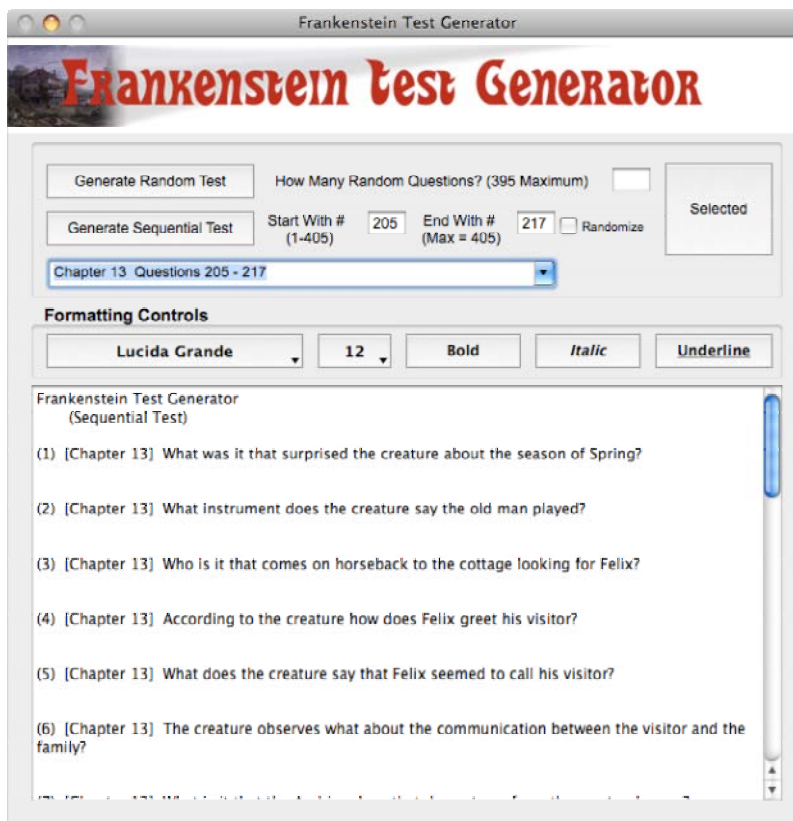 Frankenstein Test Generator
Frankenstein Test Generator
Generate Random Test
How Many Random Questions? (395 Maximum)
Selected
Generate Sequential Test
Start With #
(1-405)
205
End With #
(Max = 405)
217
Randomize
Chapter 13 Questions 205 - 217
Formatting Controls
Lucida Grande
12
Bold
Italic
Underline
Frankenstein Test Generator
(Sequential Test)
(1) [Chapter 13] What was it that surprised the creature about the season of Spring?
(2) [Chapter 13] What instrument does the creature say the old man played?
(3) [Chapter 13] Who is it that comes on horseback to the cottage looking for Felix?
(4) [Chapter 13] According to the creature how does Felix greet his visitor?
(5) [Chapter 13] What does the creature say that Felix seemed to call his visitor?
(6) [Chapter 13] The creature observes what about the communication between the visitor and the
family?